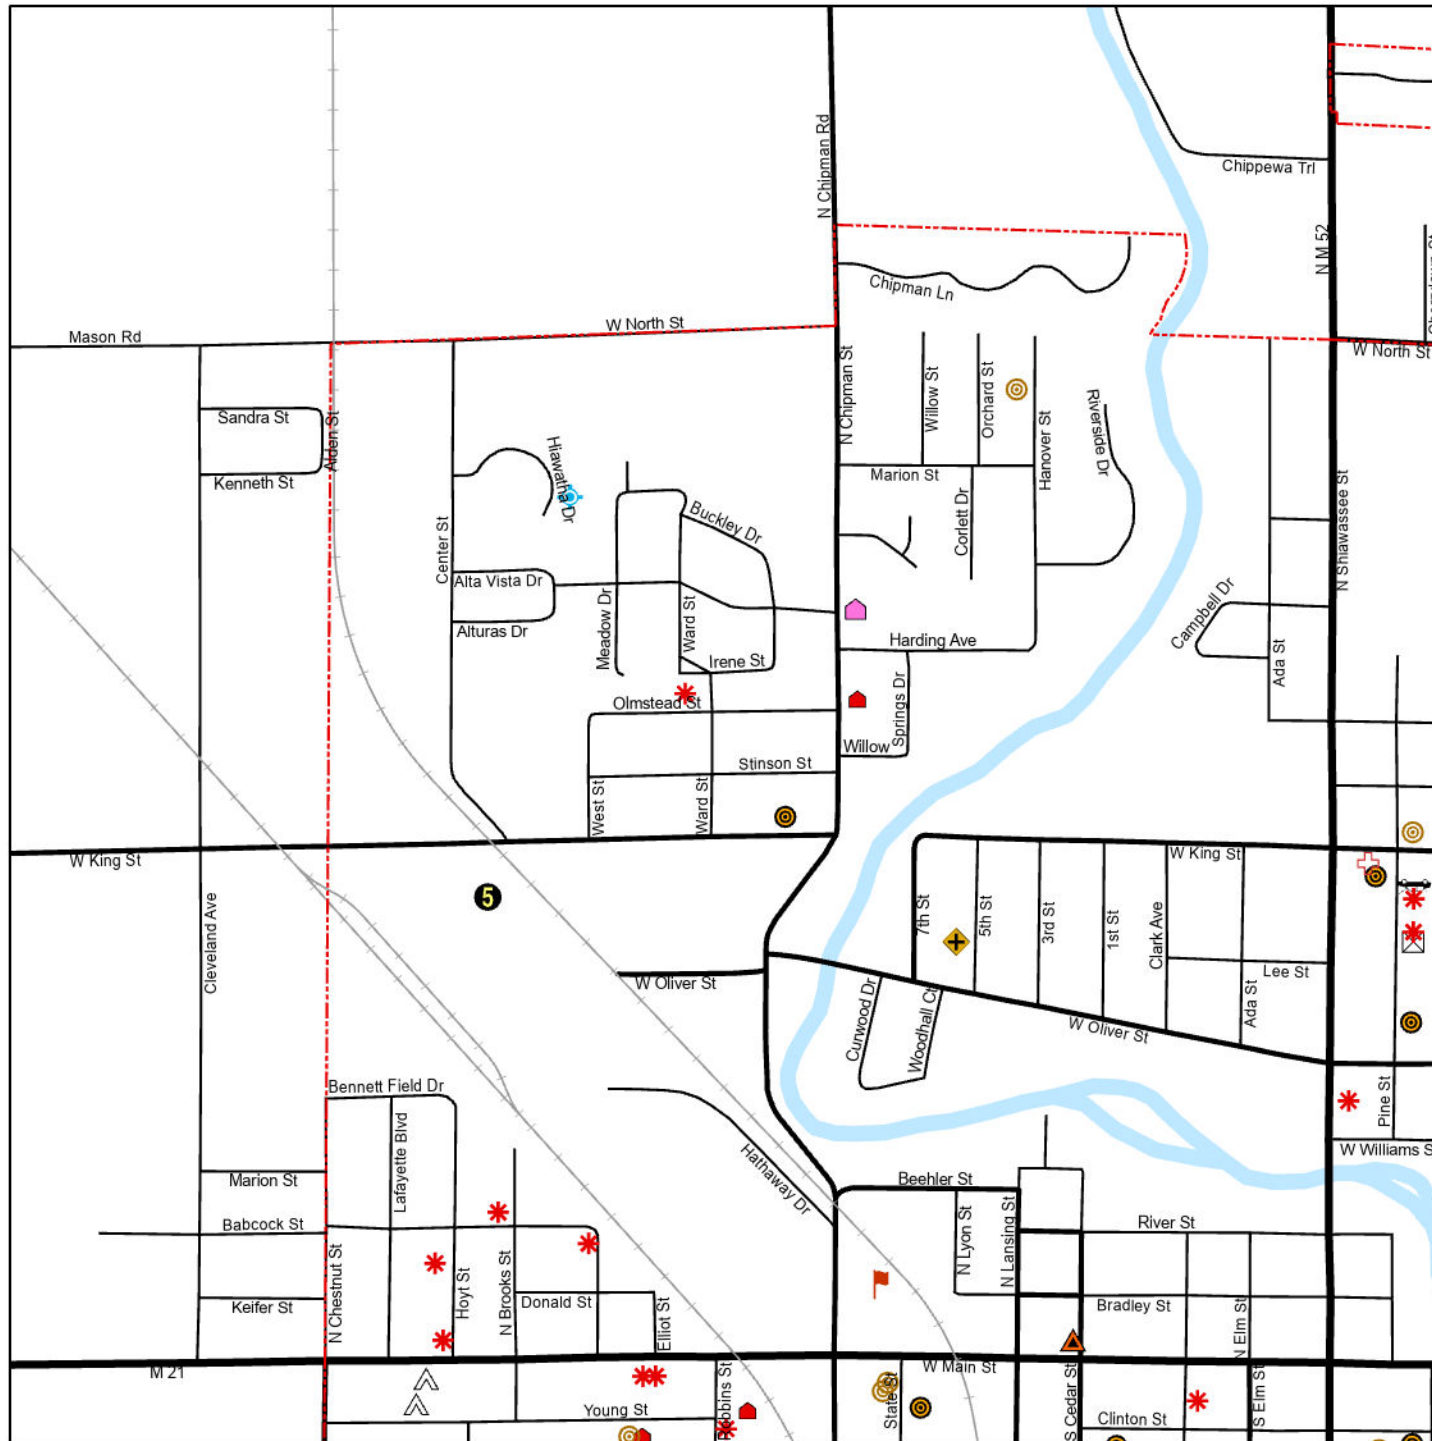 N Chipman Rd
Chippewa Trl
N M 52
Chipman Ln
W North St
Mason Rd
W North St
N Chipman St
Willow St
Orchard St
Riverside Dr
Sandra St
Alden St
Hanover St
Hiawatha Dr
Marion St
Kenneth St
Buckley Dr
Corlett Dr
Center St
N Shiawassee St
Alta Vista Dr
Meadow Dr
Ward St
Campbell Dr
Alturas Dr
Harding Ave
Irene St
Ada St
Olmstead St
Springs Dr
Willow
Stinson St
West St
Ward St
W King St
W King St
5
Cleveland Ave
7th St
5th St
3rd St
1st St
Clark Ave
Lee St
W Oliver St
Curwood Dr
Woodhall Ct
Ada St
W Oliver St
Bennett Field Dr
Pine St
Lafayette Blvd
W Williams S
Hathaway Dr
Marion St
Beehler St
Babcock St
N Lyon St
N Lansing St
River St
N Chestnut St
Hoyt St
N Brooks St
Keifer St
Donald St
Elliot St
Bradley St
N Elm St
M 21
W Main St
Young St
Robbins St
State St
S Cedar St
Clinton St
S Elm St